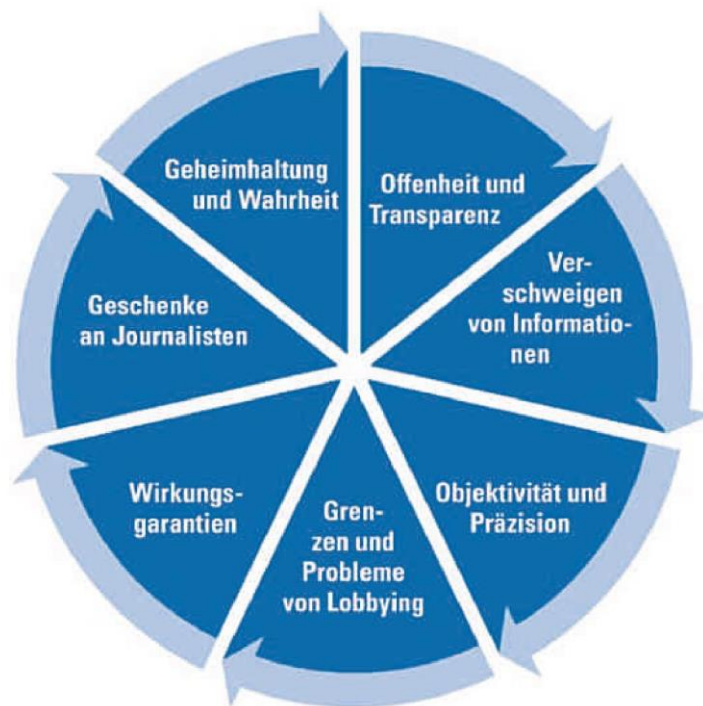 Geheimhaltung
und Wahrheit
Offenheit und
Transparenz
Ver-
schweigen
von Informatio-
nen
Objektivität und
Präzision
Gren-
zen und
Probleme
von Lobbying
Wirkungs-
garantien
Geschenke
an Journalisten